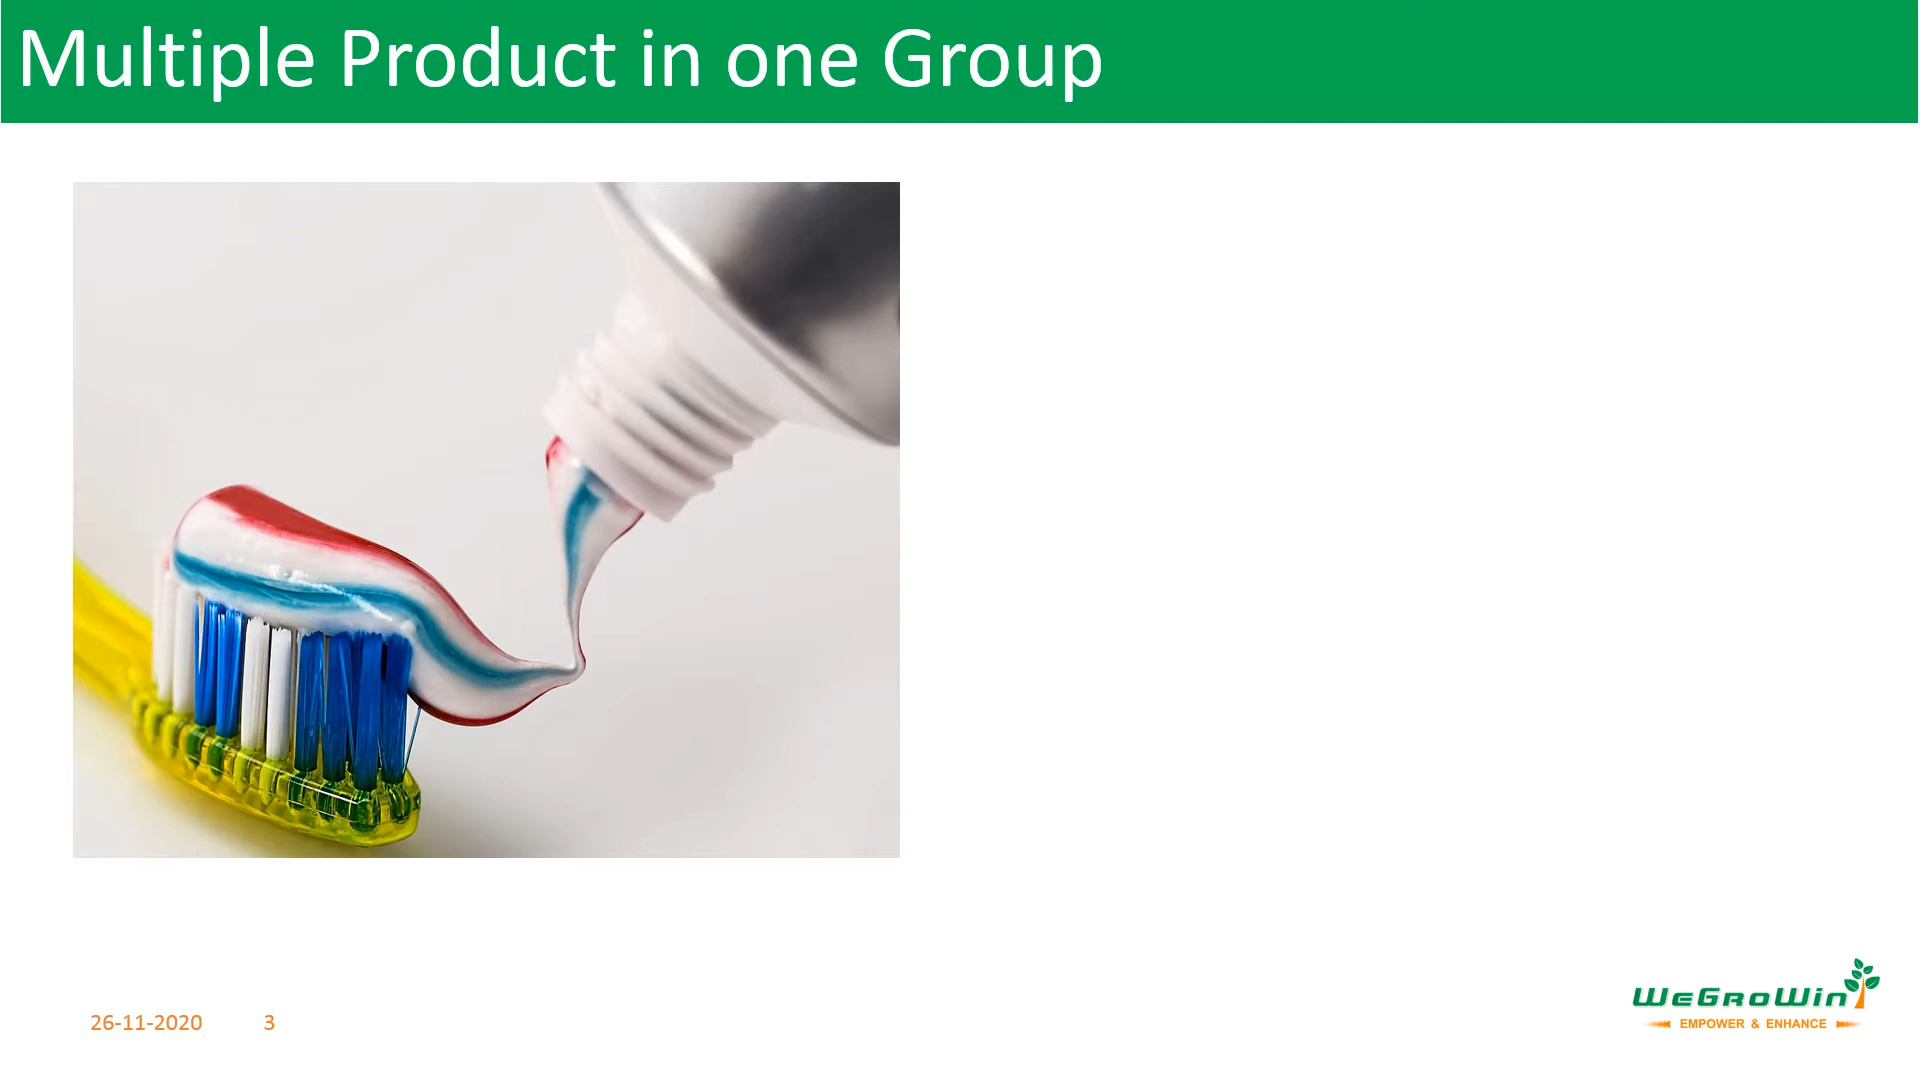 Multiple Product in one Group
26-11-2020 3
WeGroWin
EMPOWER & ENHANCE